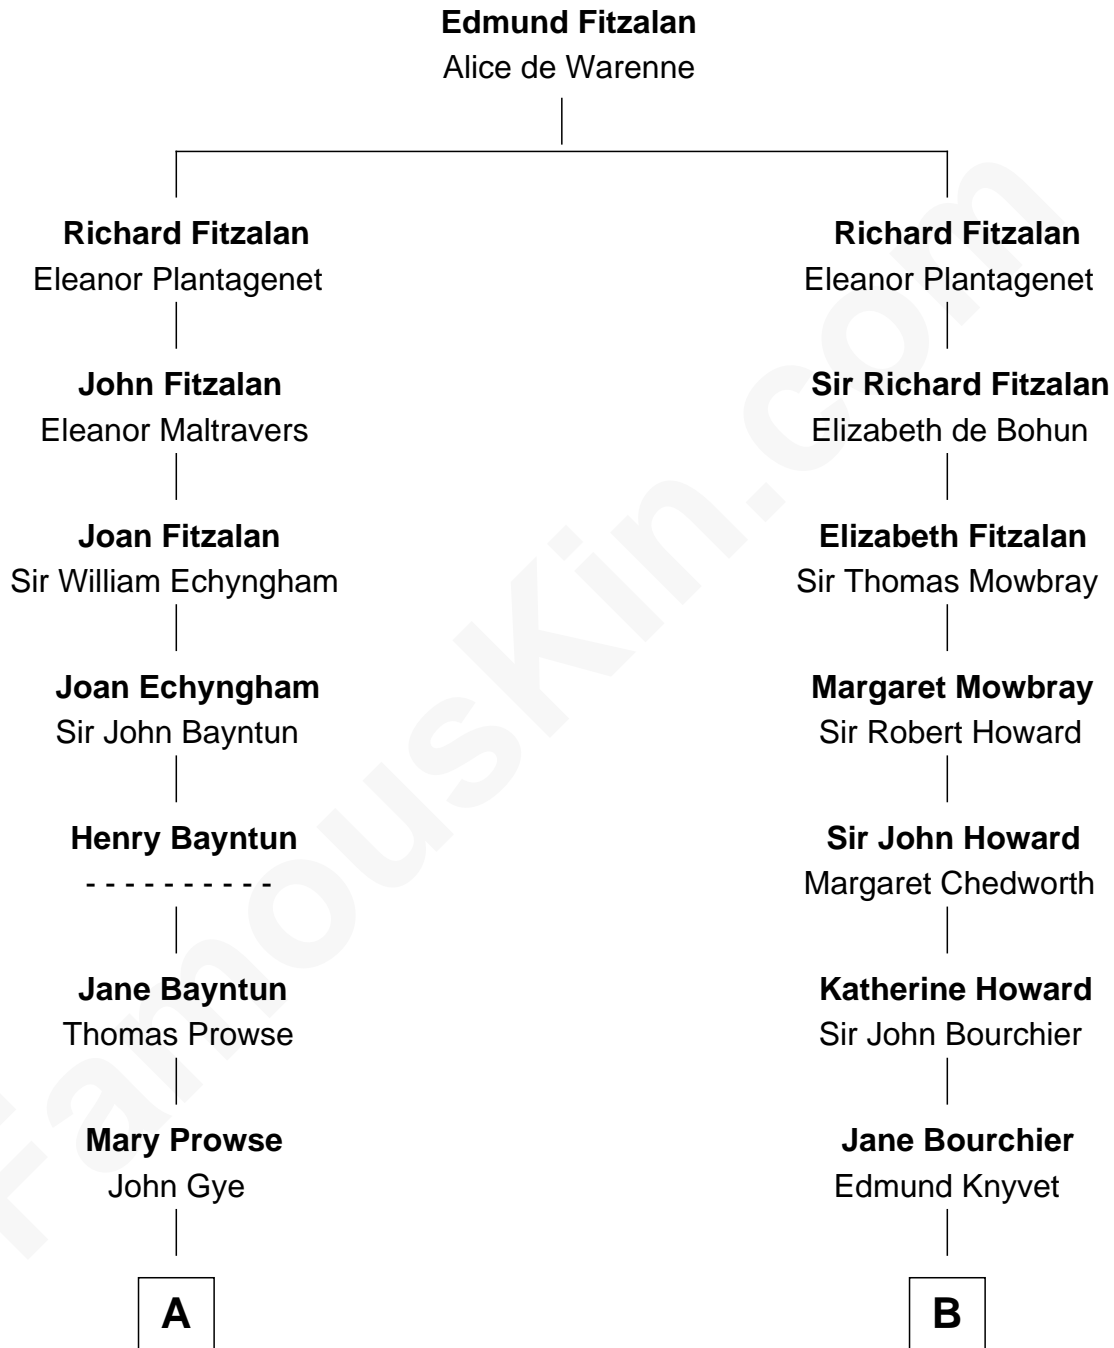 Edmund Fitzalan
Alice de Warenne
Richard Fitzalan
Eleanor Plantagenet
John Fitzalan
Eleanor Maltravers
Joan Fitzalan
Sir William Echyngham
Joan Echyngham
Sir John Bayntun
Henry Bayntun
- - - - - - - - - -
Jane Bayntun
Thomas Prowse
Mary Prowse
John Gye
A
Richard Fitzalan
Eleanor Plantagenet
Sir Richard Fitzalan
Elizabeth de Bohun
Elizabeth Fitzalan
Sir Thomas Mowbray
Margaret Mowbray
Sir Robert Howard
Sir John Howard
Margaret Chedworth
Katherine Howard
Sir John Bourchier
Jane Bourchier
Edmund Knyvet
B
FamousKin.com